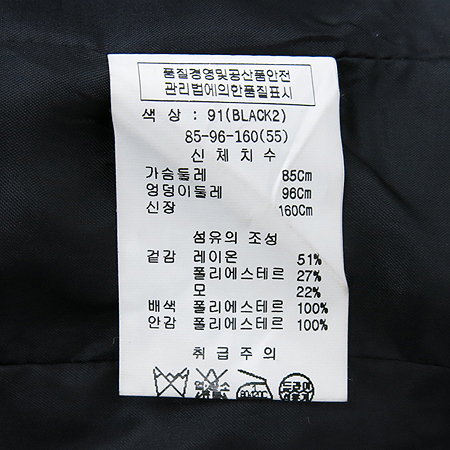 품질경영및공산품안전
관리법에의한품질표시
색 상 : 91(BLACK2)
85-96-160(55)
신 체 치 수
가슴둘레 85Cm
엉덩이둘레 96Cm
신장 160Cm
섬유의 조성
겉감 레이온 51%
폴리에스테르 27%
모 22%
배색 폴리에스테르 100%
안감 폴리에스테르 100%
취 급 주 의
드라이